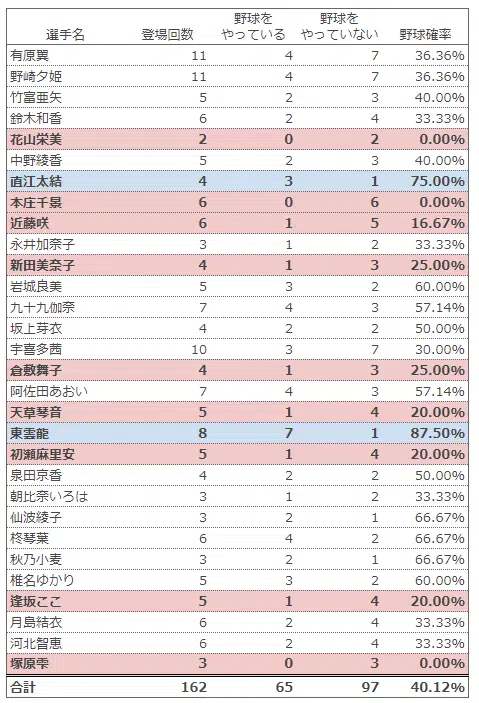 選手名 登場回数 野球をやっている 野球をやっていない 野球確率
有原翼 11 4 7 36.36%
野崎夕姫 11 4 7 36.36%
竹富亜矢 5 2 3 40.00%
鈴木和香 6 2 4 33.33%
花山栄美 2 0 2 0.00%
中野綾香 5 2 3 40.00%
直江太結 4 3 1 75.00%
本庄千景 6 0 6 0.00%
近藤咲 6 1 5 16.67%
永井加奈子 3 1 2 33.33%
新田美奈子 4 1 3 25.00%
岩城良美 5 3 2 60.00%
九十九伽奈 7 4 3 57.14%
坂上芽衣 4 2 2 50.00%
宇喜多茜 10 3 7 30.00%
倉敷舞子 4 1 3 25.00%
阿佐田あおい 7 4 3 57.14%
天草琴音 5 1 4 20.00%
東雲龍 8 7 1 87.50%
初瀬麻里安 5 1 4 20.00%
泉田京香 4 2 2 50.00%
朝比奈いろは 3 1 2 33.33%
仙波綾子 3 2 1 66.67%
柊琴葉 6 4 2 66.67%
秋乃小麦 3 2 1 66.67%
椎名ゆかり 5 3 2 60.00%
逢坂ここ 5 1 4 20.00%
月島結衣 6 2 4 33.33%
河北智恵 6 2 4 33.33%
塚原雫 3 0 3 0.00%
合計 162 65 97 40.12%